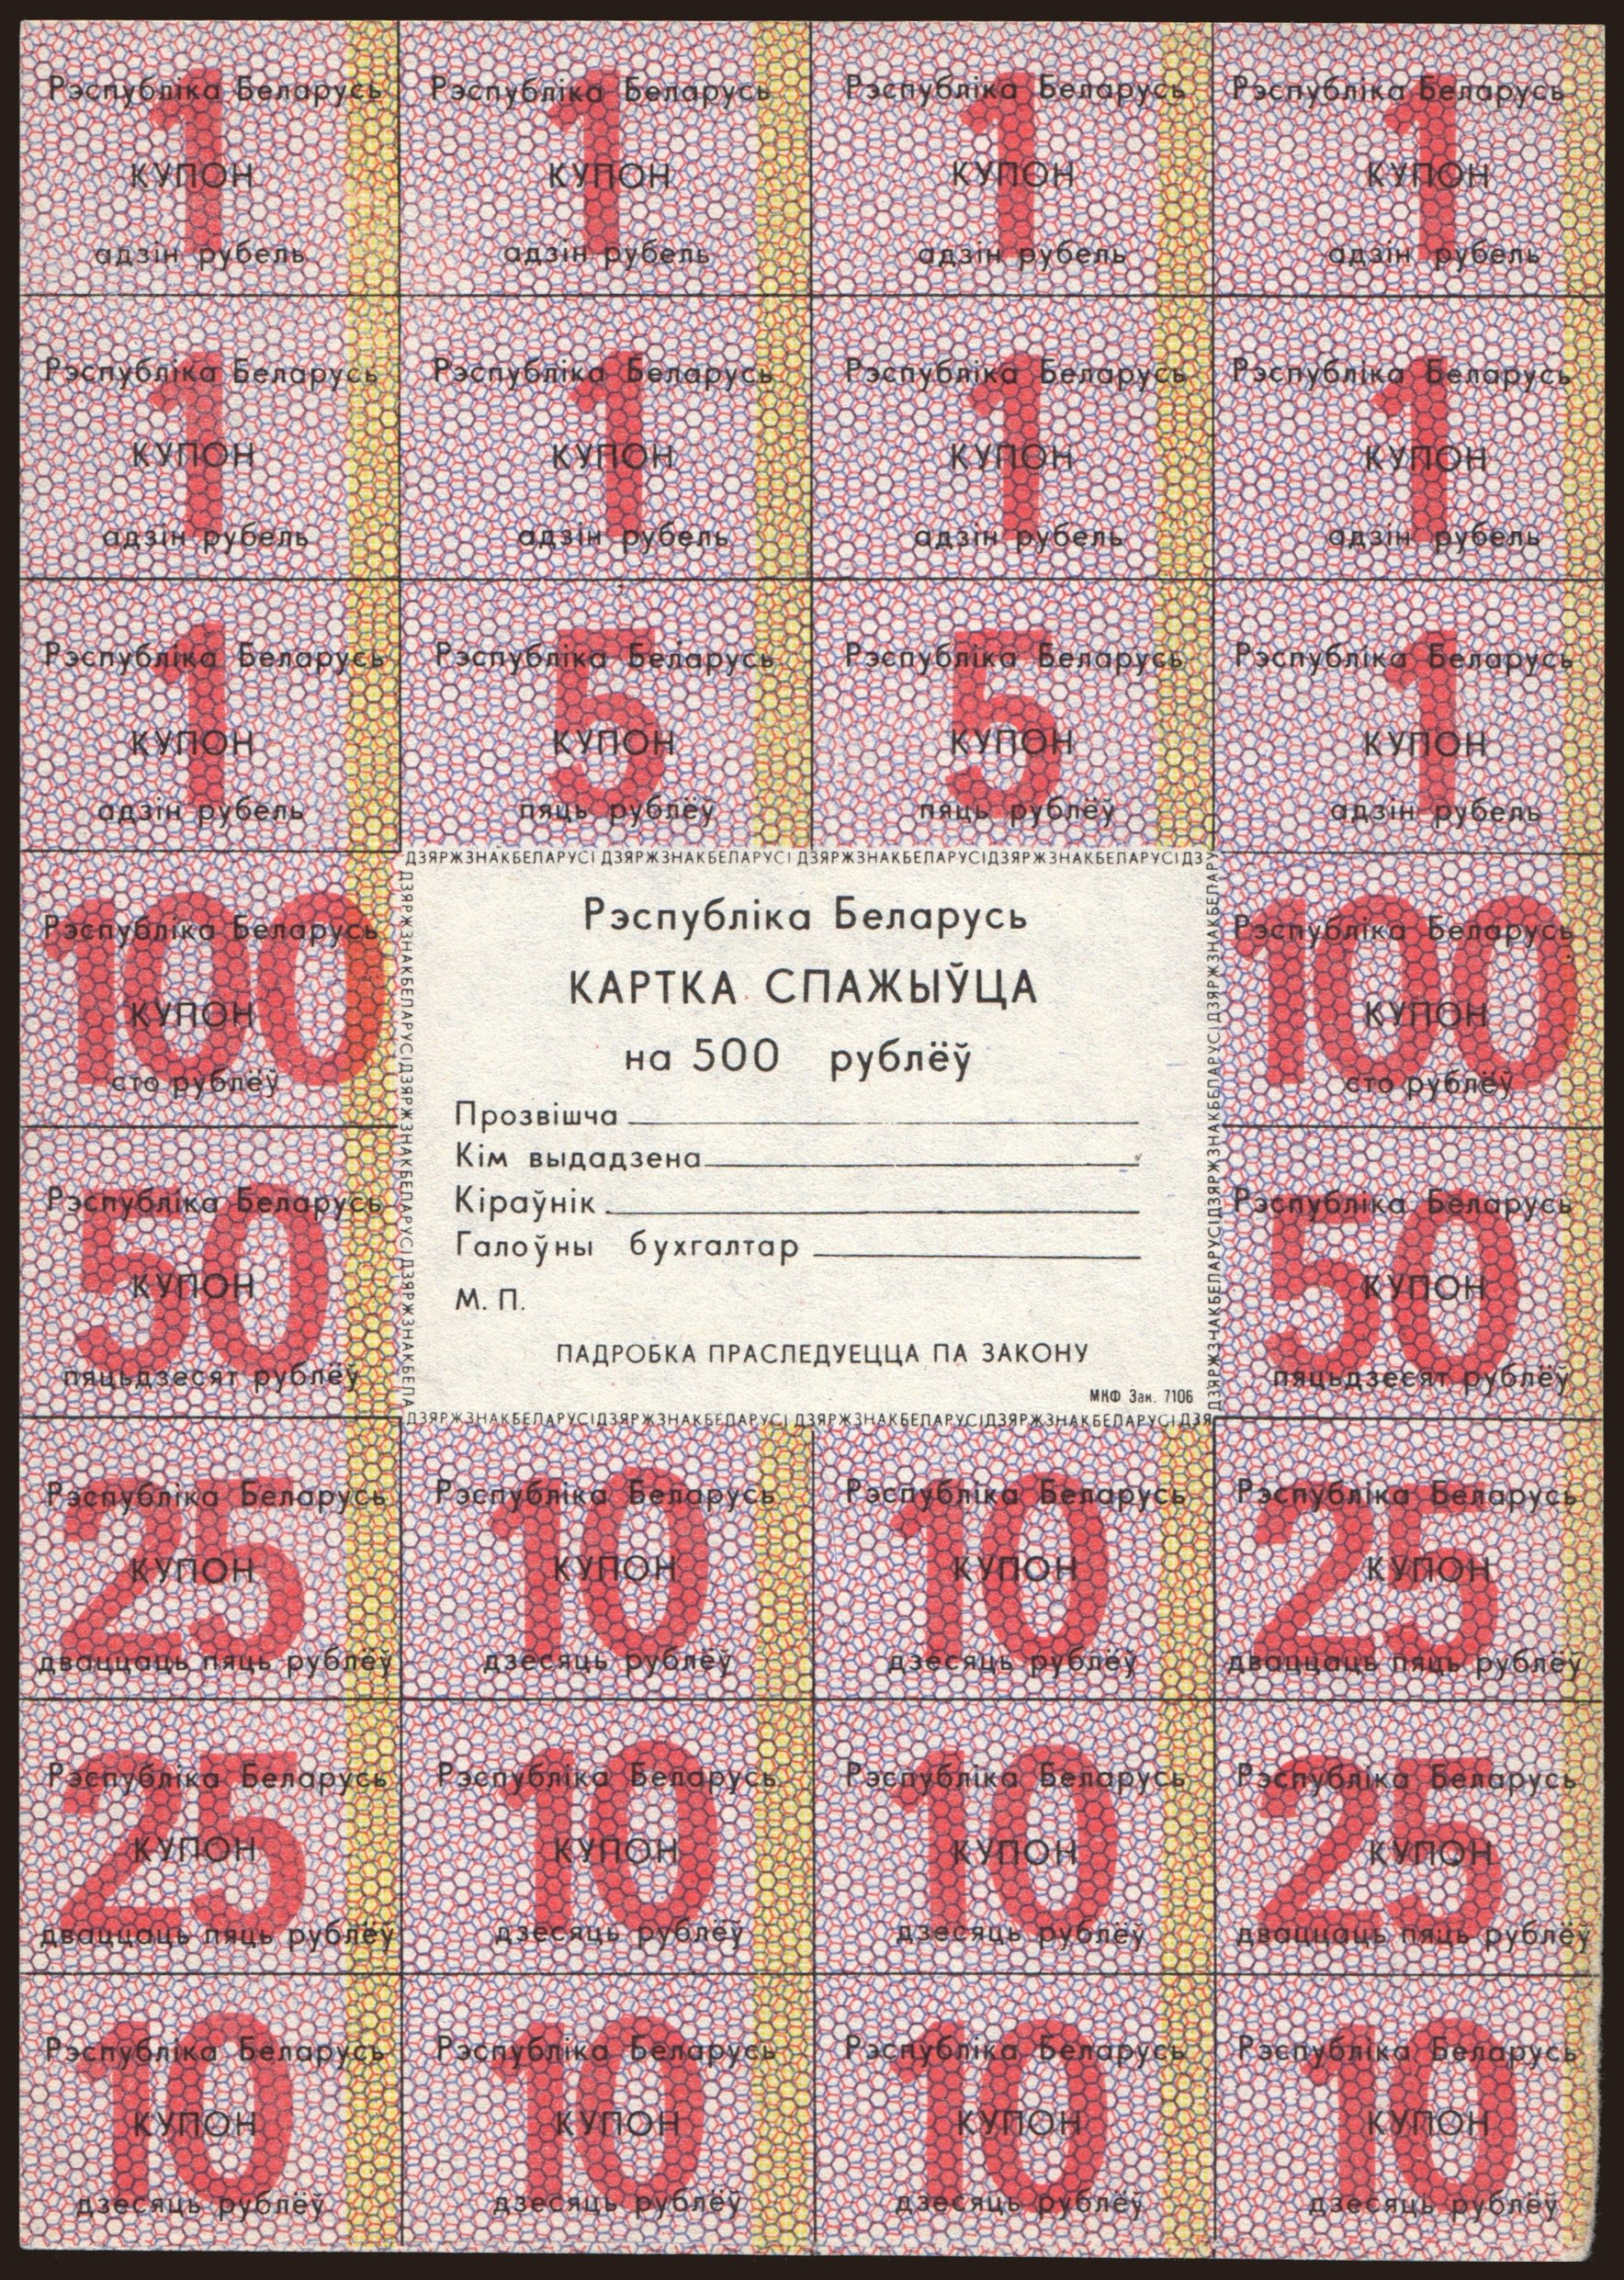 Рэспубліка Беларусь Рэспубліка Беларусь Рэспубліка Беларусь Рэспубліка Беларусь
1 1 1 1
КУПОН КУПОН КУПОН КУПОН
адзін рубель адзін рубель адзін рубель адзін рубель
Рэспубліка Беларусь Рэспубліка Беларусь Рэспубліка Беларусь Рэспубліка Беларусь
1 1 1 1
КУПОН КУПОН КУПОН КУПОН
адзін рубель адзін рубель адзін рубель адзін рубель
Рэспубліка Беларусь Рэспубліка Беларусь Рэспубліка Беларусь Рэспубліка Беларусь
1 5 5 1
КУПОН КУПОН КУПОН КУПОН
адзін рубель пяць рублёў пяць рублёў адзін рубель
ДЗЯРЖЗНАКБЕЛАРУСІ ДЗЯРЖЗНАКБЕЛАРУСІ ДЗЯРЖЗНАКБЕЛАРУСІДЗЯРЖЗНАКБЕЛАРУСІДЗЯ
Рэспубліка Беларусь
100
КУПОН
сто рублёў
Рэспубліка Беларусь
50
КУПОН
пяцьдзесят рублёў
ДЗЯРЖЗНАКБЕЛАРУСІДЗЯРЖЗНАКБЕЛАРУСІДЗЯРЖЗНАКБЕЛА
Рэспубліка Беларусь
КАРТКА СПАЖЫЎЦА
на 500 рублёў
Прозвішча
Кім выдадзена
Кіраўнік
Галоўны бухгалтар
М. П.
ПАДРОБКА ПРАСЛЕДУЕЦЦА ПА ЗАКОНУ
МКФ Зак. 7106
ДЗЯРЖЗНАКБЕЛАРУСІДЗЯРЖЗНАКБЕЛАРУСІДЗЯРЖЗНАКБЕЛАРУ
Рэспубліка Беларусь
100
КУПОН
сто рублёў
Рэспубліка Беларусь
50
КУПОН
пяцьдзесят рублёў
ДЗЯРЖЗНАКБЕЛАРУСІДЗЯРЖЗНАКБЕЛАРУСІ ДЗЯРЖЗНАКБЕЛАРУСІДЗЯРЖЗНАКБЕЛАРУСІДЗЯ
Рэспубліка Беларусь Рэспубліка Беларусь Рэспубліка Беларусь Рэспубліка Беларусь
25 10 10 25
КУПОН КУПОН КУПОН КУПОН
дваццаць пяць рублёў дзесяць рублёў дзесяць рублёў дваццаць пяць рублёў
Рэспубліка Беларусь Рэспубліка Беларусь Рэспубліка Беларусь Рэспубліка Беларусь
25 10 10 25
КУПОН КУПОН КУПОН КУПОН
дваццаць пяць рублёў дзесяць рублёў дзесяць рублёў дваццаць пяць рублёў
Рэспубліка Беларусь Рэспубліка Беларусь Рэспубліка Беларусь Рэспубліка Беларусь
10 10 10 10
КУПОН КУПОН КУПОН КУПОН
дзесяць рублёў дзесяць рублёў дзесяць рублёў дзесяць рублёў